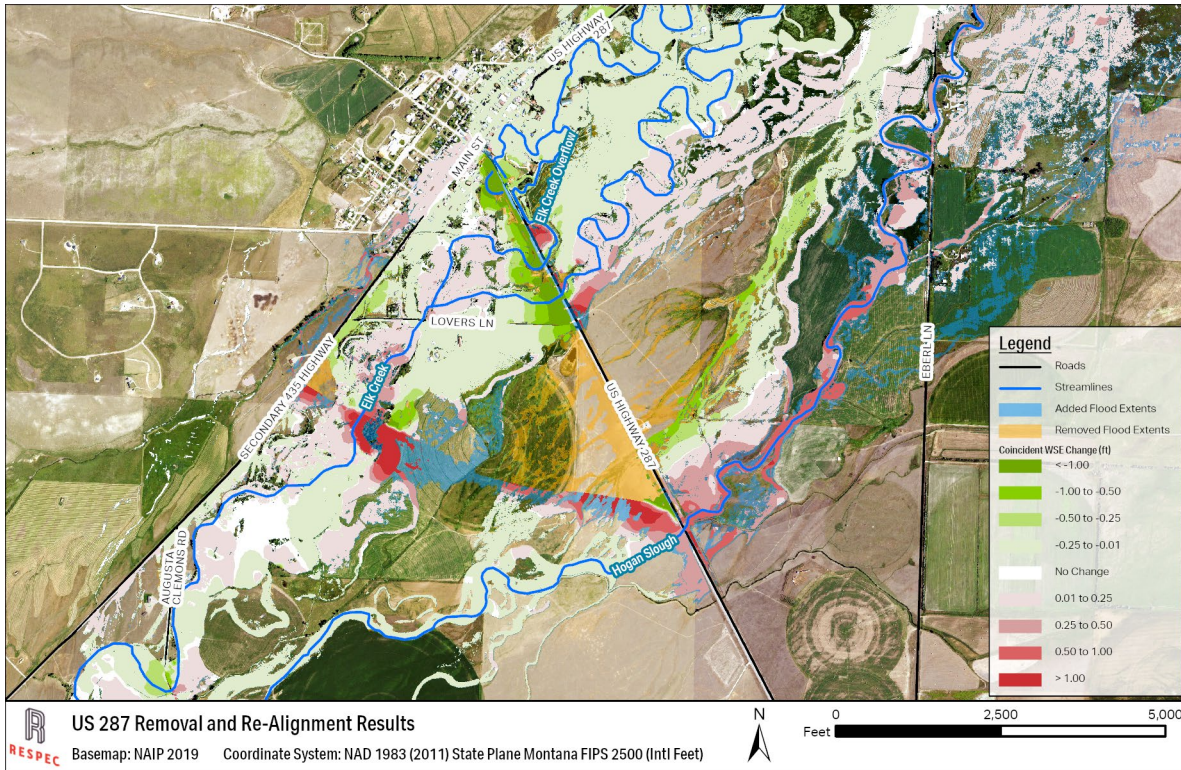 US HIGHWAY
287
MAIN ST
Elk Creek Overflow
LOVERS LN
SECONDARY 435 HIGHWAY
Elk Creek
US HIGHWAY 287
EBERL LN
AUGUSTA
CLEMONS RD
Hogan Slough
Legend
Roads
Streamlines
Added Flood Extents
Removed Flood Extents
Coincident WSE Change (ft)
< -1.00
-1.00 to -0.50
-0.50 to -0.25
-0.25 to -0.01
No Change
0.01 to 0.25
0.25 to 0.50
0.50 to 1.00
> 1.00
RESPEC
US 287 Removal and Re-Alignment Results
Basemap: NAIP 2019 Coordinate System: NAD 1983 (2011) State Plane Montana FIPS 2500 (Intl Feet)
N
0 2,500 5,000
Feet